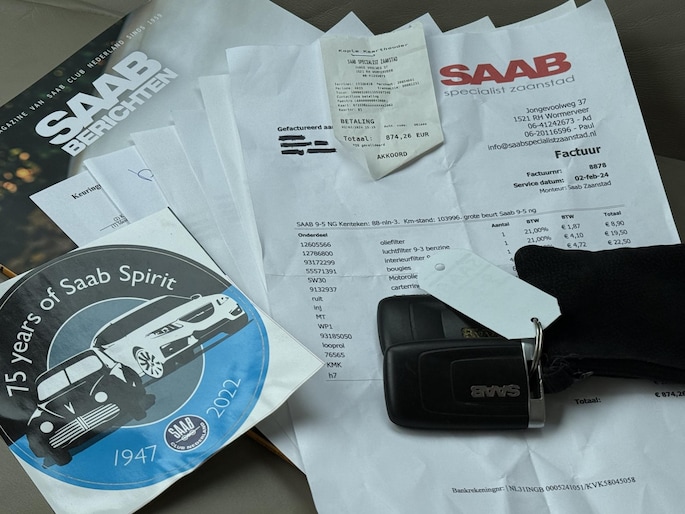 MAGAZINE VAN SAAB CLUB NEDERLAND SINDS
SAAB
BERICHTEN
Keuring
75 years of Saab Spirit
1947
2022
SAAB
CLUB NEDERLAND
Kopie Kaarthouder
SAAB SPECIALIST ZAANSTAD
BETALING
Totaal: 874,26 EUR
AKKOORD
SAAB
specialist zaanstad
Jongevoolweg 37
1521 RH Wormerveer
06-41242673 - Ad
06-20116596 - Paul
info@saabspecialistzaanstad.nl
Gefactureerd aan
Factuur
Factuurnr: 8878
Service datum: 02-feb-24
Monteur: Saab Zaanstad
SAAB 9-5 NG Kenteken: 88-nln-3. Km-stand: 103996. grote beurt Saab 9-5 ng
Onderdeel Aantal BTW BTW Totaal
12605566 oliefilter 1 21,00% € 1,87 € 8,90
12786800 luchtfilter 9-3 benzine 1 21,00% € 4,10 € 19,50
93172299 interieurfilter € 4,72 € 22,50
55571391 bougies
5W30 Motorolie
9132937 carterring
ruit
inj
MT
WP1
93185050
looprol
76565
KMK
h7
SAAB
Totaal: € 874,26
Bankrekeningnr: NL31INGB 0005241051/KVK58045058